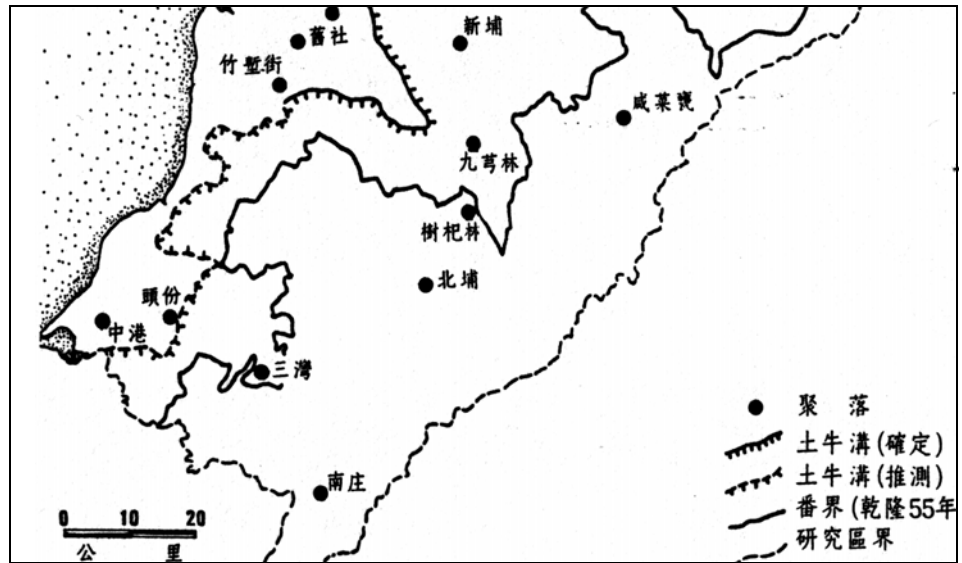 新埔
舊社
竹塹街
咸菜甕
九芎林
樹杞林
北埔
頭份
中港
三灣
南庄
聚 落
土牛溝(確定)
土牛溝(推測)
番界(乾隆55年
研究區界
0 10 20
公 里